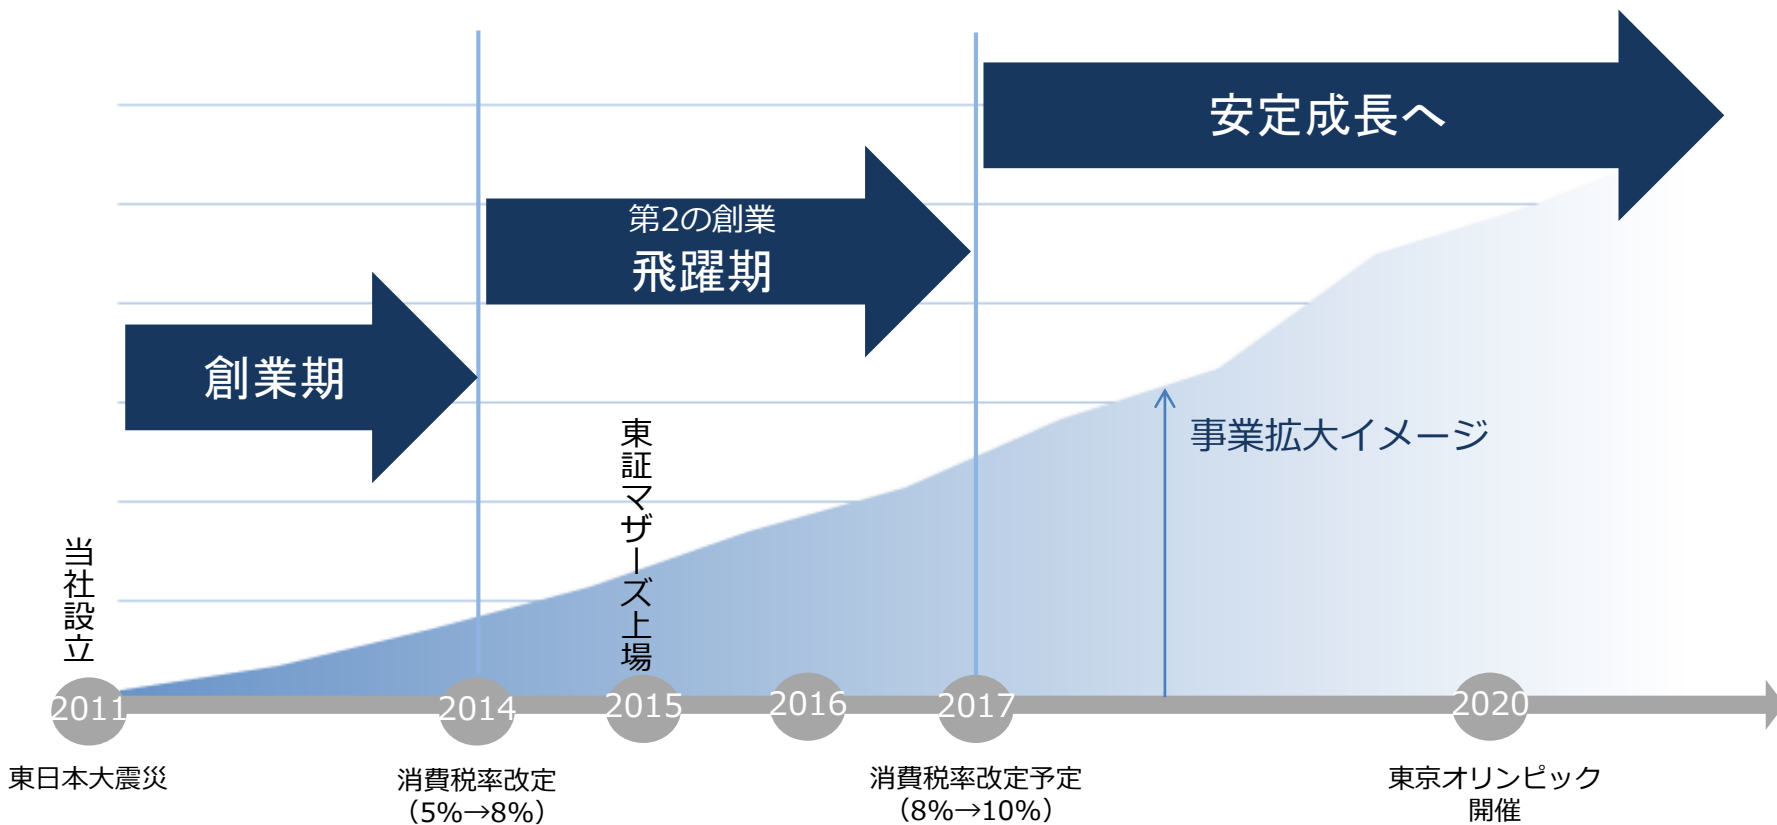 安定成長へ
第2の創業
飛躍期
創業期
事業拡大イメージ
東証マザーズ上場
当社設立
2011
2014
2015
2016
2017
2020
東日本大震災
消費税率改定
（5%→8%）
消費税率改定予定
（8%→10%）
東京オリンピック
開催